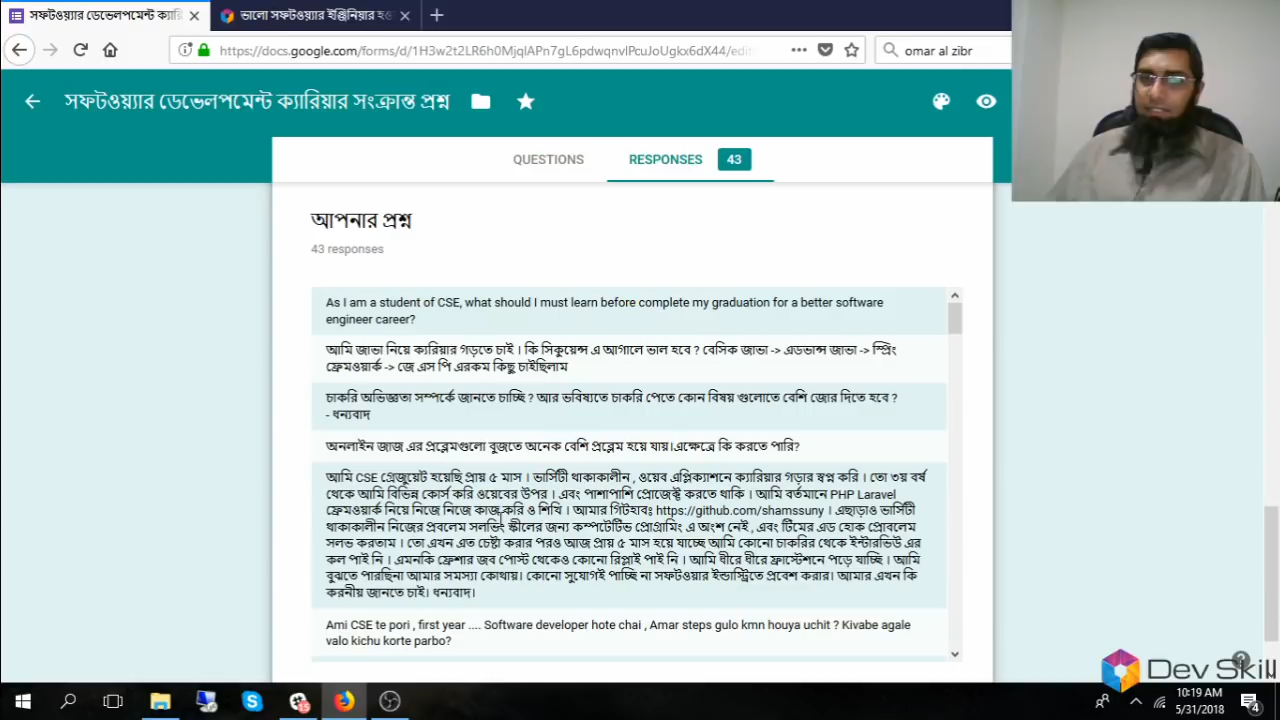 সফটওয়্যার ডেভেলপমেন্ট ক্যারি
ভালো সফটওয়্যার ইঞ্জিনিয়ার হও
https://docs.google.com/forms/d/1H3w2t2LR6h0MjqlAPn7gL6pdwqnvlPcuJoUgkx6dX44/edi
omar al zibr
সফটওয়্যার ডেভেলপমেন্ট ক্যারিয়ার সংক্রান্ত প্রশ্ন
QUESTIONS
RESPONSES 43
আপনার প্রশ্ন
43 responses
As I am a student of CSE, what should I must learn before complete my graduation for a better software
engineer career?
আমি জাভা নিয়ে ক্যারিয়ার গড়তে চাই । কি সিকুয়েন্স এ আগালে ভাল হবে ? বেসিক জাভা -> এডভান্স জাভা -> স্প্রিং
ফ্রেমওয়ার্ক -> জে এস পি এরকম কিছু চাইছিলাম
চাকরি অভিজ্ঞতা সম্পর্কে জানতে চাচ্ছি ? আর ভবিষ্যতে চাকরি পেতে কোন বিষয় গুলোতে বেশি জোর দিতে হবে ?
- ধন্যবাদ
অনলাইন জাজ এর প্রব্লেমগুলো বুজতে অনেক বেশি প্রব্লেম হয়ে যায়।এক্ষেত্রে কি করতে পারি?
আমি CSE গ্রেজুয়েট হয়েছি প্রায় ৫ মাস । ভার্সিটী থাকাকালীন , ওয়েব এপ্লিক্যাশনে ক্যারিয়ার গড়ার স্বপ্ন করি । তো ৩য় বর্ষ
থেকে আমি বিভিন্ন কোর্স করি ওয়েবের উপর । এবং পাশাপাশি প্রোজেক্ট করতে থাকি । আমি বর্তমানে PHP Laravel
ফ্রেমওয়ার্ক নিয়ে নিজে নিজে কাজ করি ও শিখি । আমার গিটহাবঃ https://github.com/shamssuny । এছাড়াও ভার্সিটী
থাকাকালীন নিজের প্রবলেম সলভিং স্কীলের জন্য কম্পটেটিভ প্রোগ্রামিং এ অংশ নেই , এবং টিমের এড হোক প্রোবলেম
সলভ করতাম । তো এখন এত চেষ্টা করার পরও আজ প্রায় ৫ মাস হয়ে যাচ্ছে আমি কোনো চাকরির থেকে ইন্টারভিউ এর
কল পাই নি । এমনকি ফ্রেশার জব পোস্ট থেকেও কোনো রিপ্লাই পাই নি । আমি ধীরে ধীরে ফ্রাস্টেশনে পড়ে যাচ্ছি । আমি
বুঝতে পারছিনা আমার সমস্যা কোথায়। কোনো সুযোগই পাচ্ছি না সফটওয়ার ইন্ডাস্ট্রিতে প্রবেশ করার। আমার এখন কি
করনীয় জানতে চাই। ধন্যবাদ।
Ami CSE te pori , first year .... Software developer hote chai , Amar steps gulo kmn houya uchit ? Kivabe agale
valo kichu korte parbo?
Dev Skill
10:19 AM
5/31/2018
4